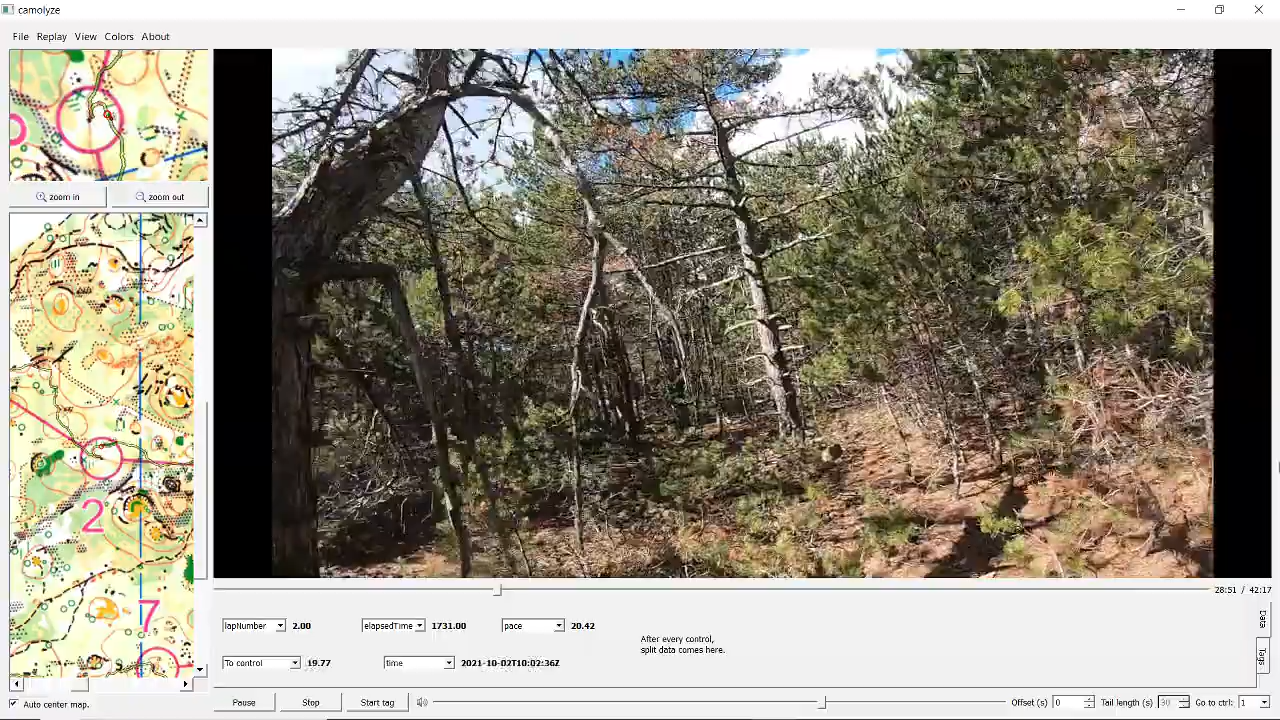 camolyze
File Replay View Colors About
zoom in zoom out
2
7
28:51 / 42:17
lapNumber 2.00 elapsedTime 1731.00 pace 20.42
After every control,
split data comes here.
To control 19.77 time 2021-10-02T10:02:36Z
Data
Tags
Auto center map.
Pause Stop Start tag Offset (s) 0 Tail length (s) 30 Go to ctrl: 1